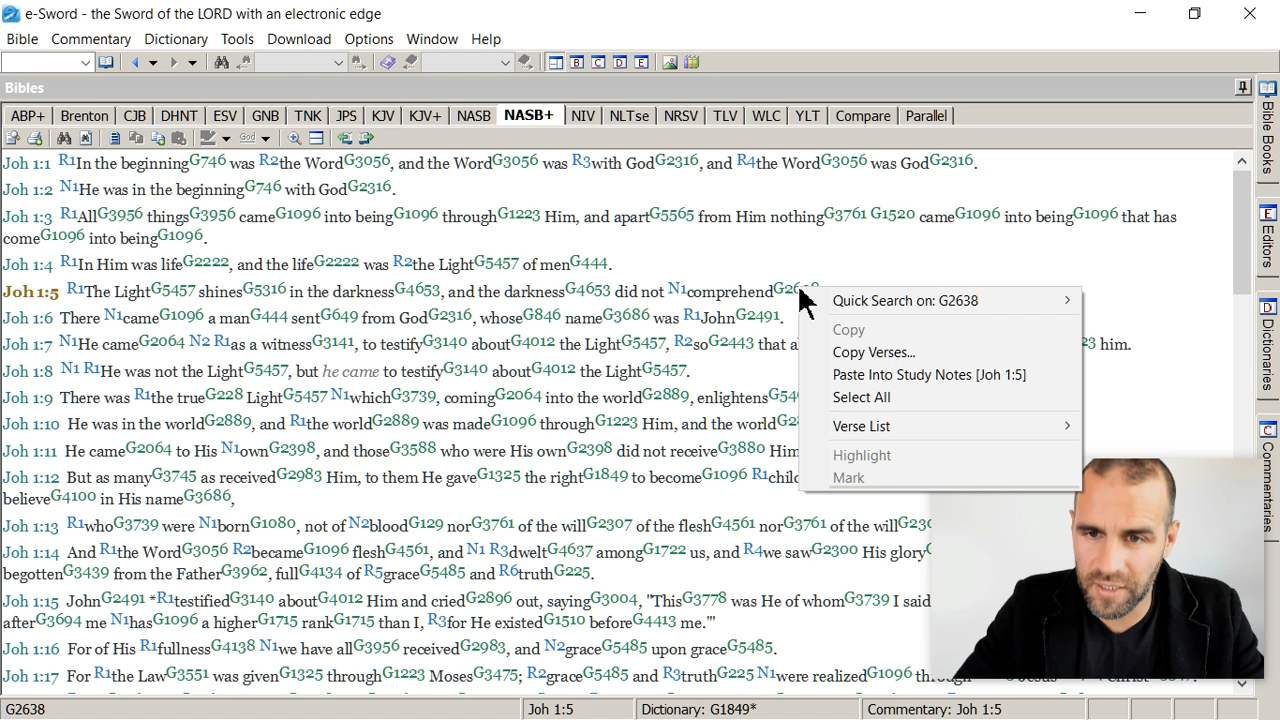 e-Sword - the Sword of the LORD with an electronic edge
Bible Commentary Dictionary Tools Download Options Window Help
B C D E
Bibles
ABP+ Brenton CJB DHNT ESV GNB TNK JPS KJV KJV+ NASB NASB+ NIV NLTse NRSV TLV WLC YLT Compare Parallel
God
Joh 1:1 R1In the beginningG746 was R2the WordG3056, and the WordG3056 was R3with GodG2316, and R4the WordG3056 was GodG2316.
Joh 1:2 N1He was in the beginningG746 with GodG2316.
Joh 1:3 R1AllG3956 thingsG3956 cameG1096 into beingG1096 throughG1223 Him, and apartG5565 from Him nothingG3761 G1520 cameG1096 into beingG1096 that has
comeG1096 into beingG1096.
Joh 1:4 R1In Him was lifeG2222, and the lifeG2222 was R2the LightG5457 of menG444.
Joh 1:5 R1The LightG5457 shinesG5316 in the darknessG4653, and the darknessG4653 did not N1comprehend
Joh 1:6 There N1cameG1096 a manG444 sentG649 from GodG2316, whoseG846 nameG3686 was R1JohnG2491.
Joh 1:7 N1He cameG2064 N2 R1as a witnessG3141, to testifyG3140 aboutG4012 the LightG5457, R2soG2443 that him.
Joh 1:8 N1 R1He was not the LightG5457, but he came to testifyG3140 aboutG4012 the LightG5457.
Joh 1:9 There was R1the trueG228 LightG5457 N1whichG3739, comingG2064 into the worldG2889, enlightens
Joh 1:10 He was in the worldG2889, and R1the worldG2889 was madeG1096 throughG1223 Him, and the world
Joh 1:11 He cameG2064 to His N1ownG2398, and thoseG3588 who were His ownG2398 did not receiveG3880 Him
Joh 1:12 But as manyG3745 as receivedG2983 Him, to them He gaveG1325 the rightG1849 to becomeG1096
believeG4100 in His nameG3686,
Joh 1:13 R1whoG3739 were N1bornG1080, not of N2bloodG129 norG3761 of the willG2307 of the fleshG4561 norG3761 of the will
Joh 1:14 And R1the WordG3056 R2becameG1096 fleshG4561, and N1 R3dweltG4637 amongG1722 us, and R4we sawG2300 His glory
begottenG3439 from the FatherG3962, fullG4134 of R5graceG5485 and R6truthG225.
Joh 1:15 JohnG2491 *R1testifiedG3140 aboutG4012 Him and criedG2896 out, sayingG3004, "ThisG3778 was He of whomG3739 I said
afterG3694 me N1hasG1096 a higherG1715 rankG1715 than I, R3for He existedG1510 beforeG4413 me.'"
Joh 1:16 For of His R1fullnessG4138 N1we have allG3956 receivedG2983, and N2graceG5485 upon graceG5485.
Joh 1:17 For R1the LawG3551 was givenG1325 throughG1223 MosesG3475; R2graceG5485 and R3truthG225 N1were realizedG1096
Quick Search on: G2638
Copy
Copy Verses...
Paste Into Study Notes [Joh 1:5]
Select All
Verse List
Highlight
Mark
Bible Books
E Editors
D Dictionaries
C Commentaries
G2638 Joh 1:5 Dictionary: G1849* Commentary: Joh 1:5